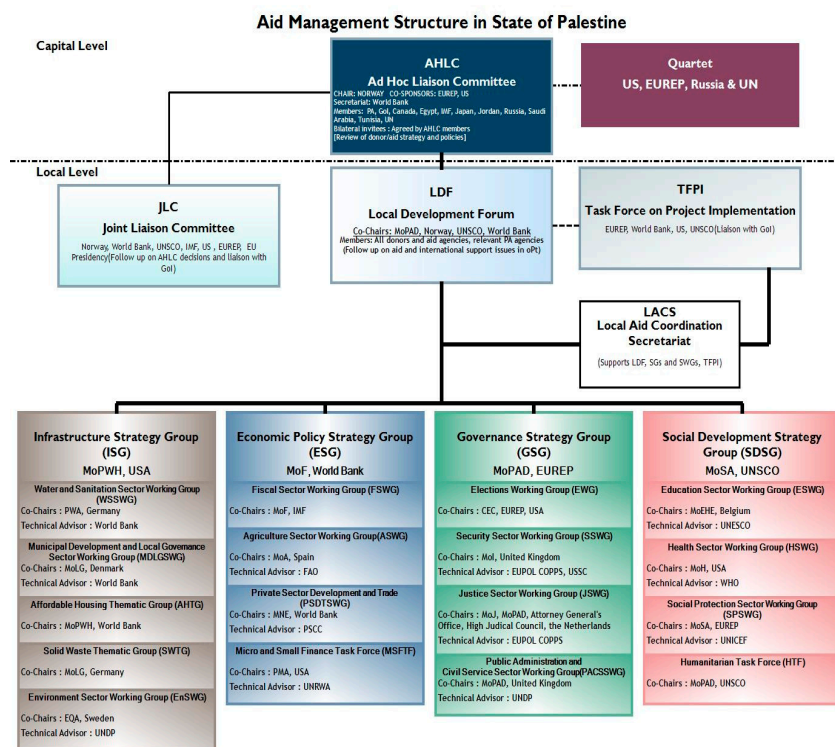 Aid Management Structure in State of Palestine
Capital Level
AHLC
Ad Hoc Liaison Committee
CHAIR: NORWAY CO-SPONSORS: EUREP, US
Secretariat: World Bank
Members: PA, GoI, Canada, Egypt, IMF, Japan, Jordan, Russia, Saudi
Arabia, Tunisia, UN
Bilateral invitees : Agreed by AHLC members
[Review of donor/aid strategy and policies]
Quartet
US, EUREP, Russia & UN
Local Level
JLC
Joint Liaison Committee
Norway, World Bank, UNSCO, IMF, US , EUREP, EU
Presidency(Follow up on AHLC decisions and liaison with
GoI)
LDF
Local Development Forum
Co-Chairs: MoPAD, Norway, UNSCO, World Bank
Members: All donors and aid agencies, relevant PA agencies
(Follow up on aid and international support issues in oPt)
TFPI
Task Force on Project Implementation
EUREP, World Bank, US, UNSCO(Liaison with GoI)
LACS
Local Aid Coordination
Secretariat
(Supports LDF, SGs and SWGs, TFPI)
Infrastructure Strategy Group
(ISG)
MoPWH, USA
Water and Sanitation Sector Working Group
(WSSWG)
Co-Chairs : PWA, Germany
Technical Advisor : World Bank
Municipal Development and Local Governance
Sector Working Group (MDLGSWG)
Co-Chairs : MoLG, Denmark
Technical Advisor : World Bank
Affordable Housing Thematic Group (AHTG)
Co-Chairs : MoPWH, World Bank
Solid Waste Thematic Group (SWTG)
Co-Chairs : MoLG, Germany
Environment Sector Working Group (EnSWG)
Co-Chairs : EQA, Sweden
Technical Advisor : UNDP
Economic Policy Strategy Group
(ESG)
MoF, World Bank
Fiscal Sector Working Group (FSWG)
Co-Chairs : MoF, IMF
Agriculture Sector Working Group(ASWG)
Co-Chairs : MoA, Spain
Technical Advisor : FAO
Private Sector Development and Trade
(PSDTSWG)
Co-Chairs : MNE, World Bank
Technical Advisor : PSCC
Micro and Small Finance Task Force (MSFTF)
Co-Chairs : PMA, USA
Technical Advisor : UNRWA
Governance Strategy Group
(GSG)
MoPAD, EUREP
Elections Working Group (EWG)
Co-Chairs : CEC, EUREP, USA
Security Sector Working Group (SSWG)
Co-Chairs : MoI, United Kingdom
Technical Advisor : EUPOL COPPS, USSC
Justice Sector Working Group (JSWG)
Co-Chairs : MoJ, MoPAD, Attorney General's
Office, High Judical Council, the Netherlands
Technical Advisor : EUPOL COPPS
Public Administration and
Civil Service Sector Working Group(PACSSWG)
Co-Chairs : MoPAD, United Kingdom
Technical Advisor : UNDP
Social Development Strategy
Group (SDSG)
MoSA, UNSCO
Education Sector Working Group (ESWG)
Co-Chairs : MoEHE, Belgium
Technical Advisor : UNESCO
Health Sector Working Group (HSWG)
Co-Chairs : MoH, USA
Technical Advisor : WHO
Social Protection Sector Working Group
(SPSWG)
Co-Chairs : MoSA, EUREP
Technical Advisor : UNICEF
Humanitarian Task Force (HTF)
Co-Chairs : MoPAD, UNSCO